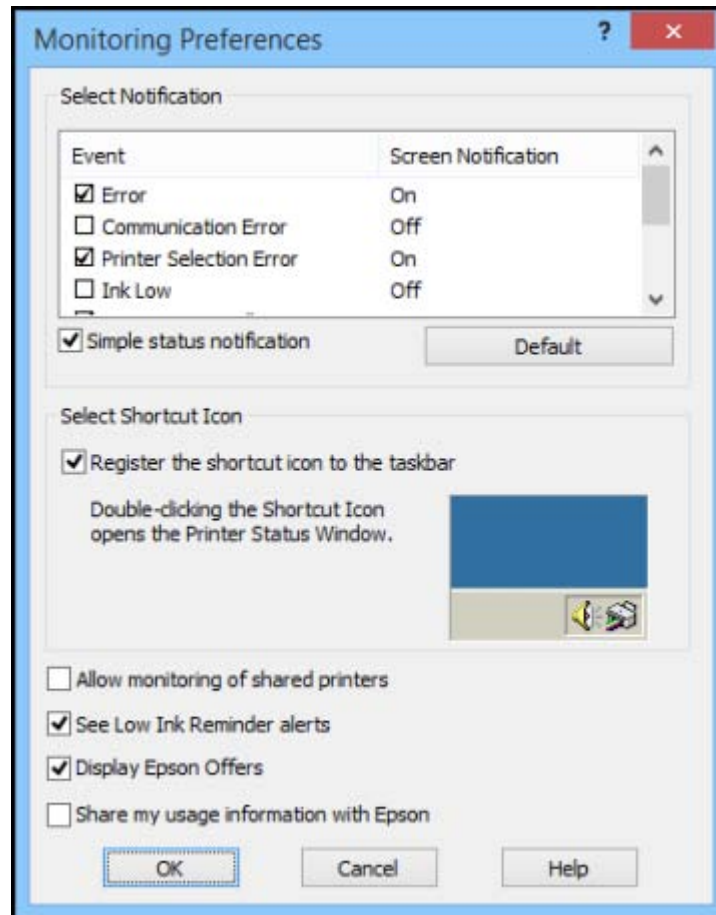 Monitoring Preferences ? ×
Select Notification
Event Screen Notification
Error On
Communication Error Off
Printer Selection Error On
Ink Low Off
Simple status notification Default
Select Shortcut Icon
Register the shortcut icon to the taskbar
Double-clicking the Shortcut Icon
opens the Printer Status Window.
Allow monitoring of shared printers
See Low Ink Reminder alerts
Display Epson Offers
Share my usage information with Epson
OK Cancel Help